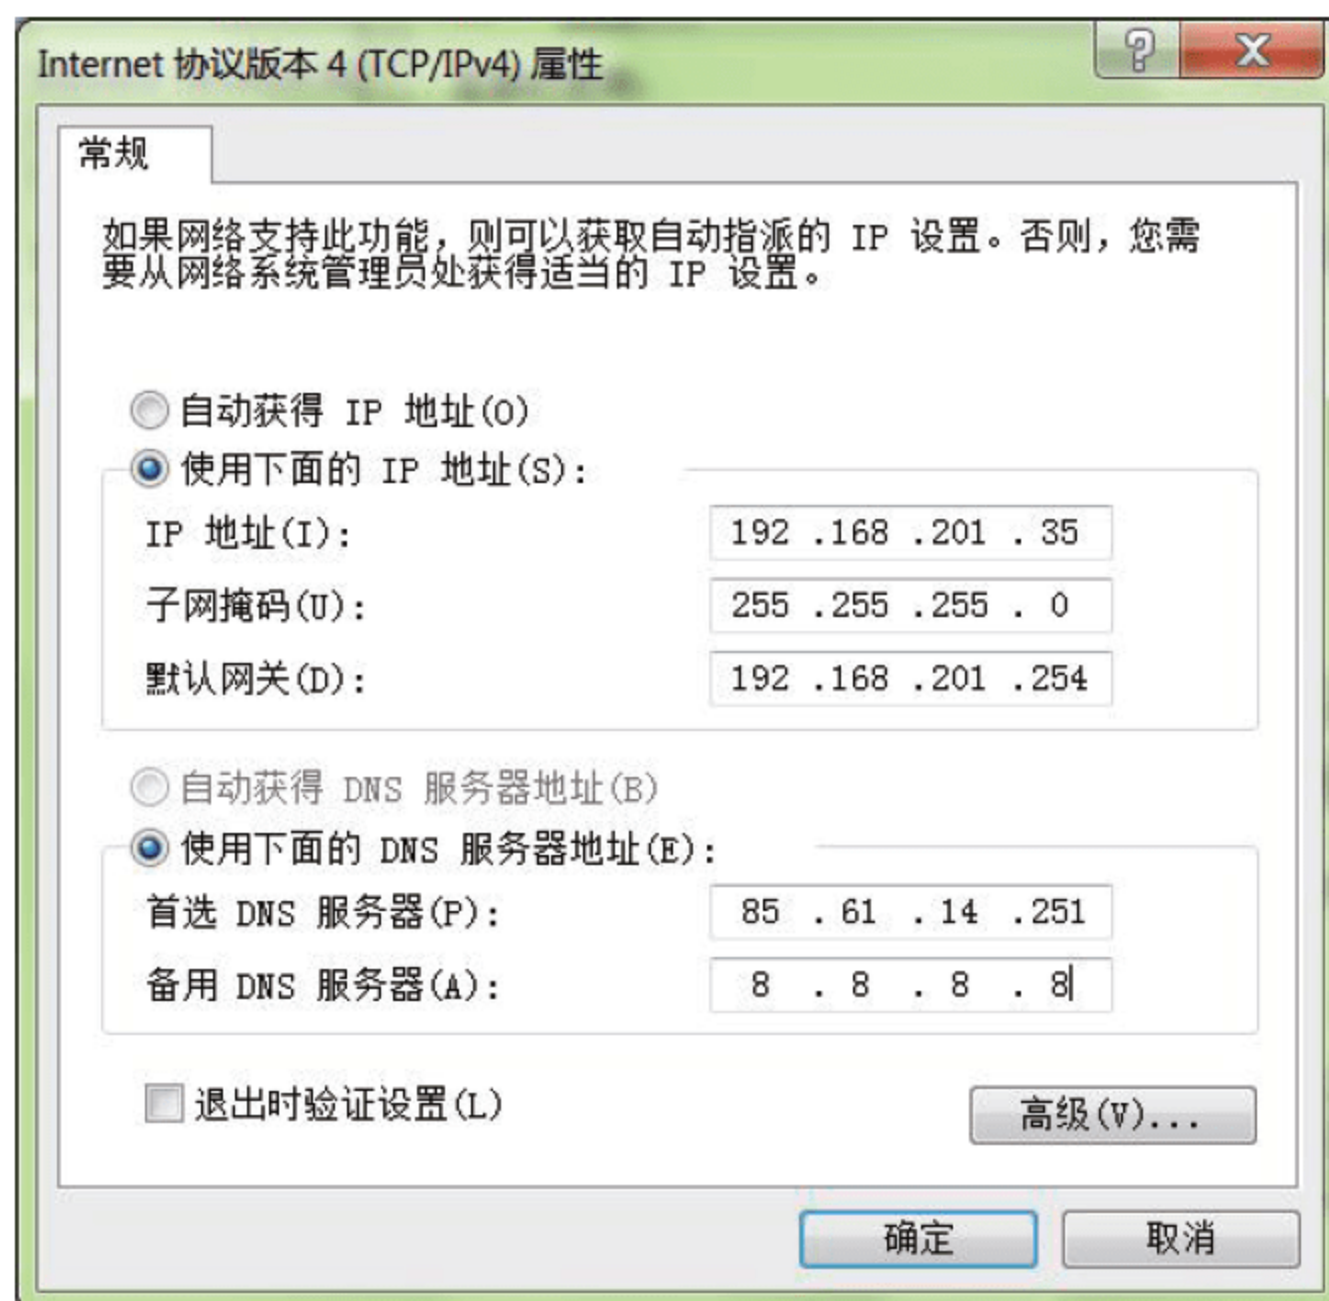 Internet 协议版本 4 (TCP/IPv4) 属性
常规
如果网络支持此功能，则可以获取自动指派的 IP 设置。否则，您需
要从网络系统管理员处获得适当的 IP 设置。
自动获得 IP 地址(O)
使用下面的 IP 地址(S):
IP 地址(I): 192 .168 .201 . 35
子网掩码(U): 255 .255 .255 . 0
默认网关(D): 192 .168 .201 .254
自动获得 DNS 服务器地址(B)
使用下面的 DNS 服务器地址(E):
首选 DNS 服务器(P): 85 . 61 . 14 .251
备用 DNS 服务器(A): 8 . 8 . 8 . 8
退出时验证设置(L)
高级(V)...
确定 取消